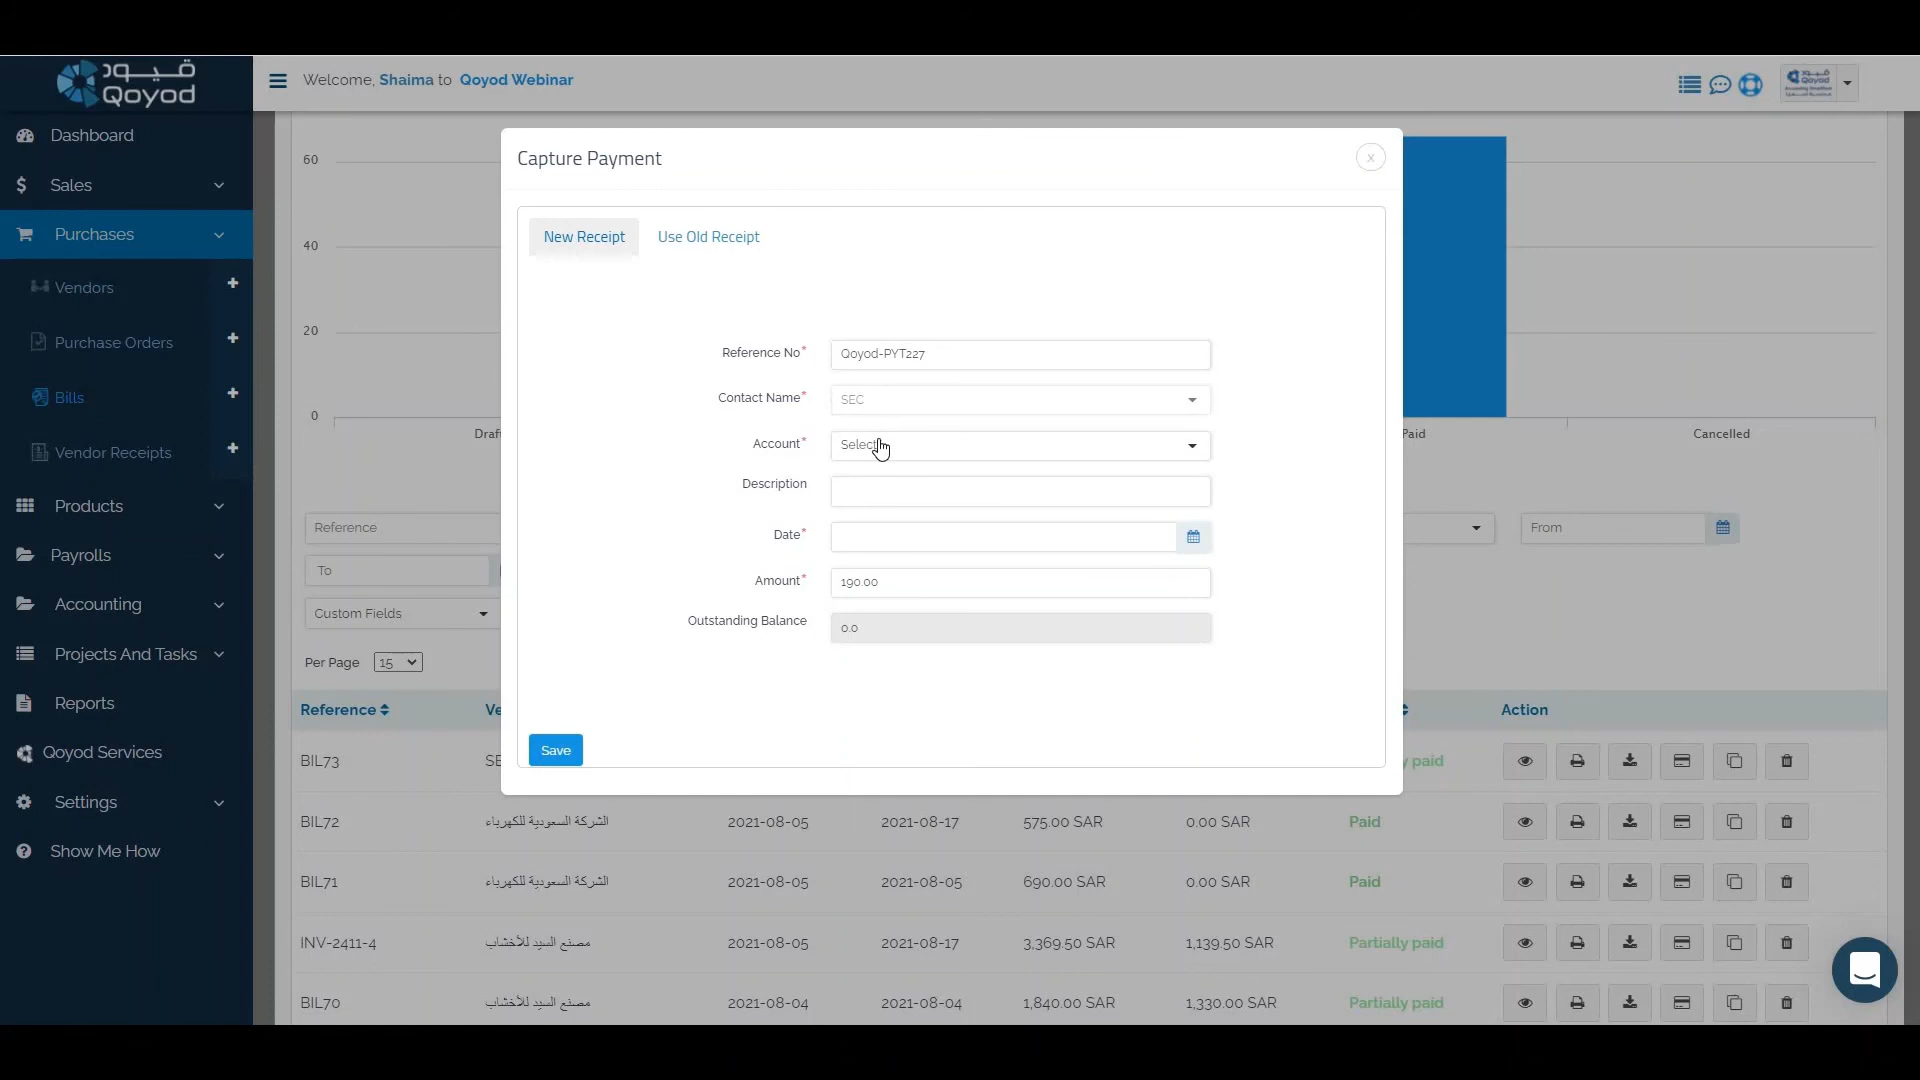 قيود
Qoyod
Welcome, Shaima to Qoyod Webinar
Dashboard
Sales
Purchases
Vendors
Purchase Orders
Bills
Vendor Receipts
Products
Payrolls
Accounting
Projects And Tasks
Reports
Qoyod Services
Settings
Show Me How
60
40
20
0
Paid
Cancelled
Capture Payment
x
New Receipt
Use Old Receipt
Reference No*
Qoyod-PYT227
Contact Name*
SEC
Account*
Select
Description
Date*
Amount*
190.00
Outstanding Balance
0.0
Save
Reference
From
To
Custom Fields
Per Page 15
Reference Action
BIL73
BIL72 الشركة السعودية للكهرباء 2021-08-05 2021-08-17 575.00 SAR 0.00 SAR Paid
BIL71 الشركة السعودية للكهرباء 2021-08-05 2021-08-05 690.00 SAR 0.00 SAR Paid
INV-2411-4 مصنع السيد للأخشاب 2021-08-05 2021-08-17 3,369.50 SAR 1,139.50 SAR Partially paid
BIL70 مصنع السيد للأخشاب 2021-08-04 2021-08-04 1,840.00 SAR 1,330.00 SAR Partially paid